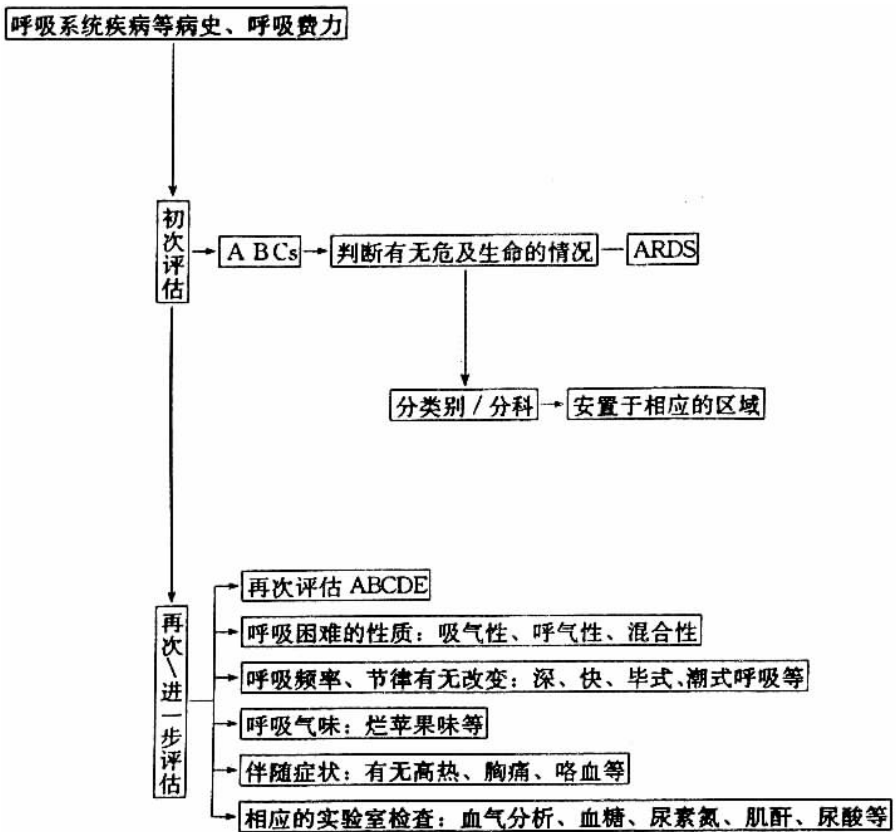 呼吸系统疾病等病史、呼吸费力
初次评估
A BCs
判断有无危及生命的情况
ARDS
分类别/分科
安置于相应的区域
再次\进一步评估
再次评估 ABCDE
呼吸困难的性质：吸气性、呼气性、混合性
呼吸频率、节律有无改变：深、快、毕式、潮式呼吸等
呼吸气味：烂苹果味等
伴随症状：有无高热、胸痛、咯血等
相应的实验室检查：血气分析、血糖、尿素氮、肌酐、尿酸等